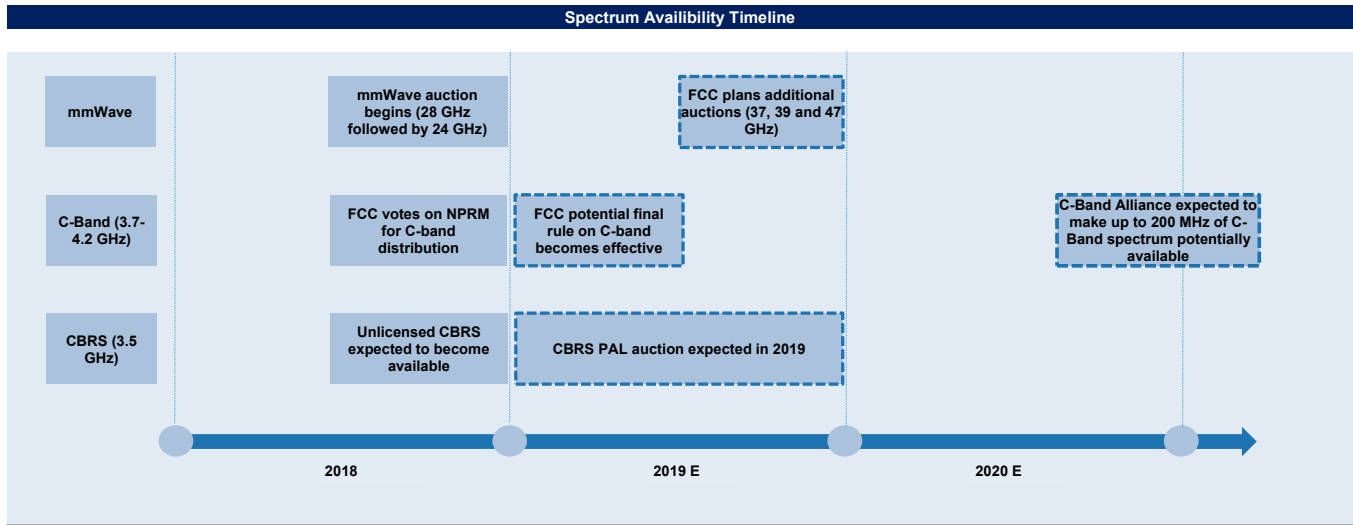 Spectrum Availibility Timeline
mmWave
mmWave auction
begins (28 GHz
followed by 24 GHz)
FCC plans additional
auctions (37, 39 and 47
GHz)
C-Band (3.7-
4.2 GHz)
FCC votes on NPRM
for C-band
distribution
FCC potential final
rule on C-band
becomes effective
C-Band Alliance expected to
make up to 200 MHz of C-
Band spectrum potentially
available
CBRS (3.5
GHz)
Unlicensed CBRS
expected to become
available
CBRS PAL auction expected in 2019
2018
2019 E
2020 E